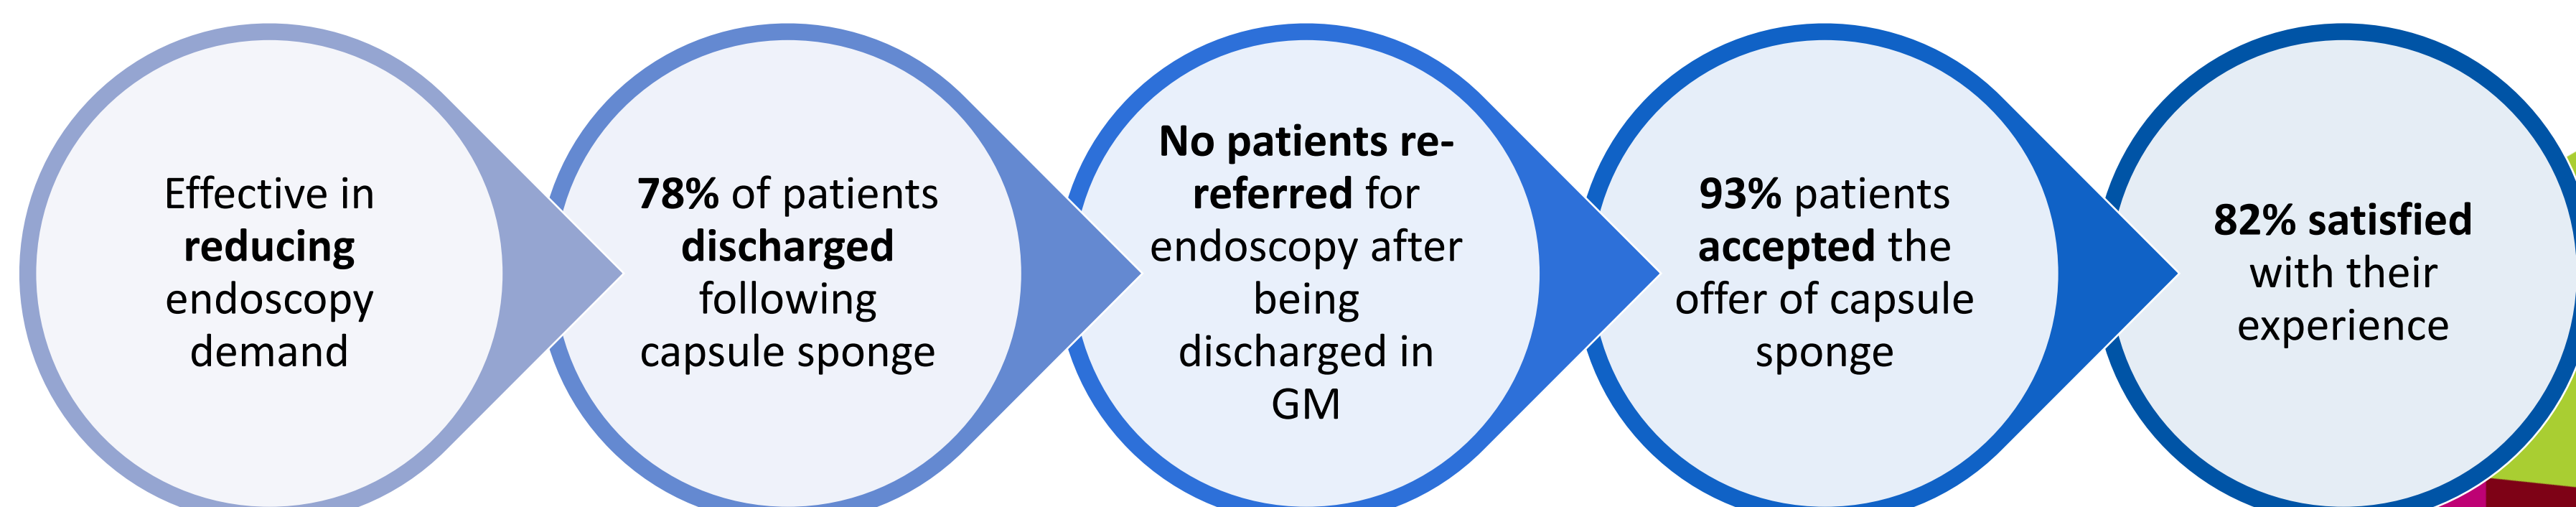 Effective in
reducing
endoscopy
demand
78% of patients
discharged
following
capsule sponge
No patients re-
referred for
endoscopy after
being
discharged in
GM
93% patients
accepted the
offer of capsule
sponge
82% satisfied
with their
experience